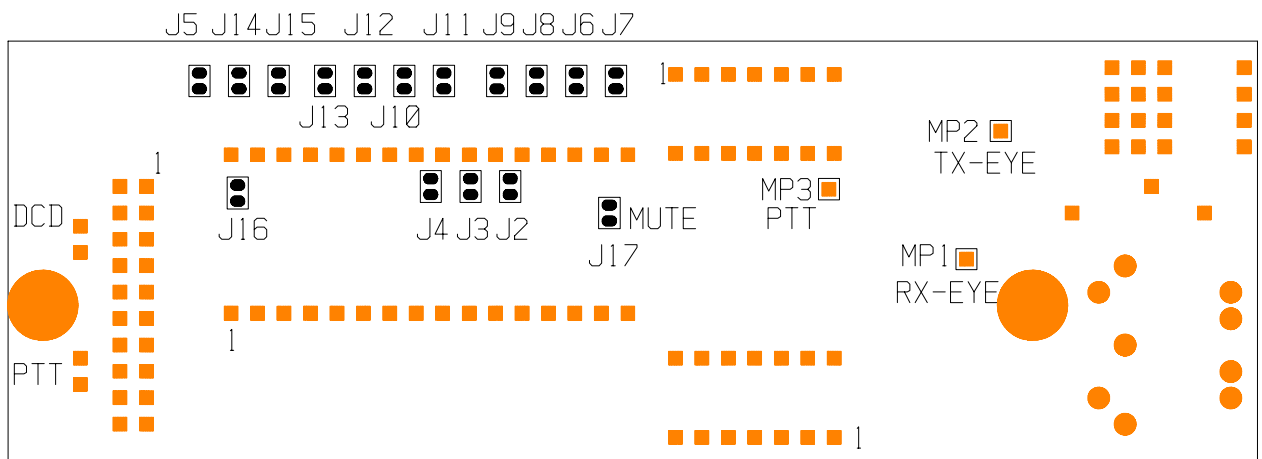 J5 J14 J15 J12 J11 J9 J8 J6 J7
1
J13 J10
MP2
TX-EYE
1
MP3
PTT
DCD
J16 J4 J3 J2 MUTE
J17
MP1
RX-EYE
1
PTT
1